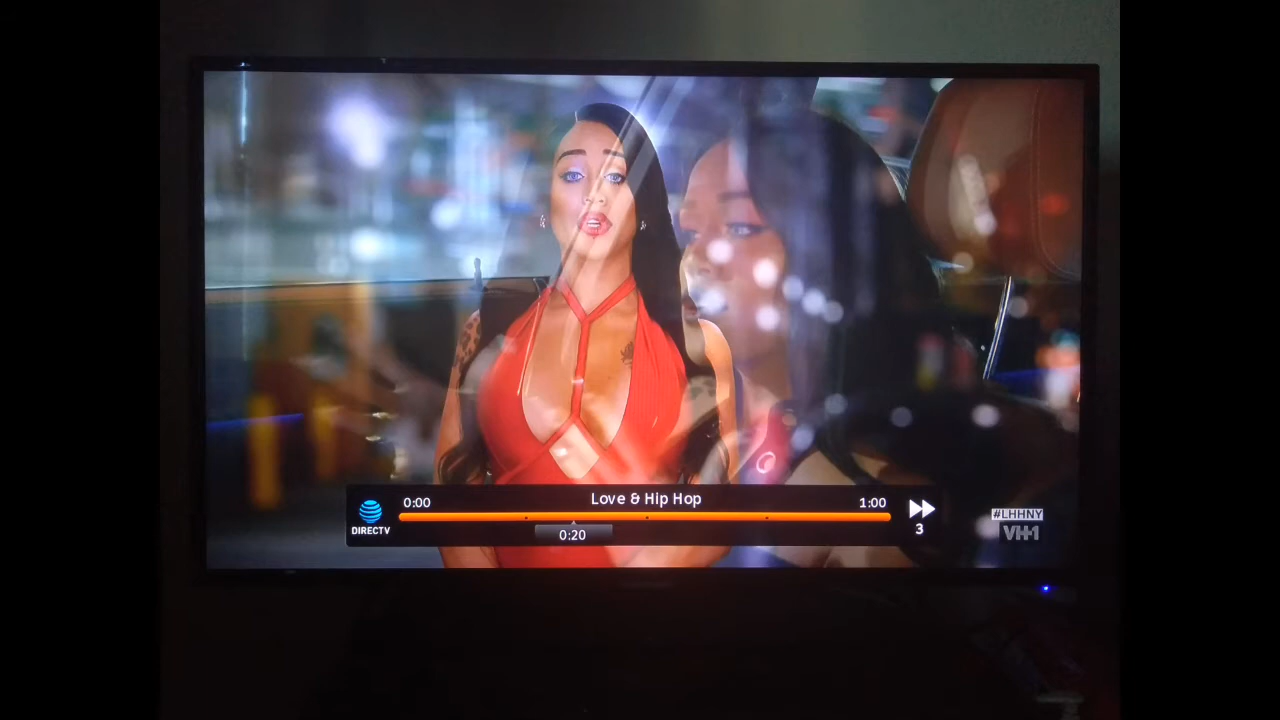 0:00
Love & Hip Hop
1:00
DIRECTV
0:20
3
#LHHNY
VH1